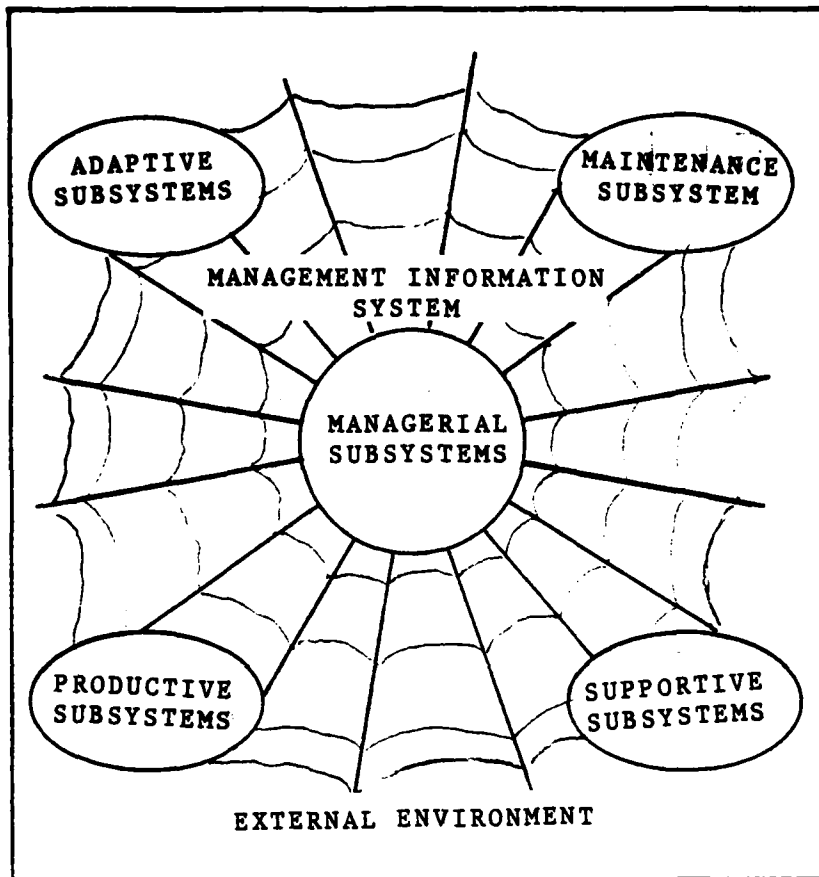 ADAPTIVE
SUBSYSTEMS
MAINTENANCE
SUBSYSTEM
MANAGEMENT INFORMATION
SYSTEM
MANAGERIAL
SUBSYSTEMS
PRODUCTIVE
SUBSYSTEMS
SUPPORTIVE
SUBSYSTEMS
EXTERNAL ENVIRONMENT